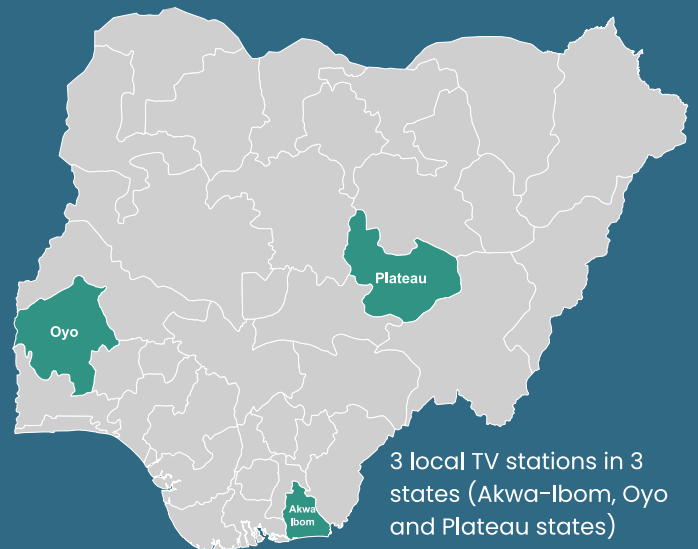 Plateau
Oyo
Akwa
Ibom
3 local TV stations in 3
states (Akwa-Ibom, Oyo
and Plateau states)